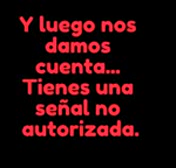 Y luego nos
damos
cuenta...
Tienes una
señal no
autorizada.